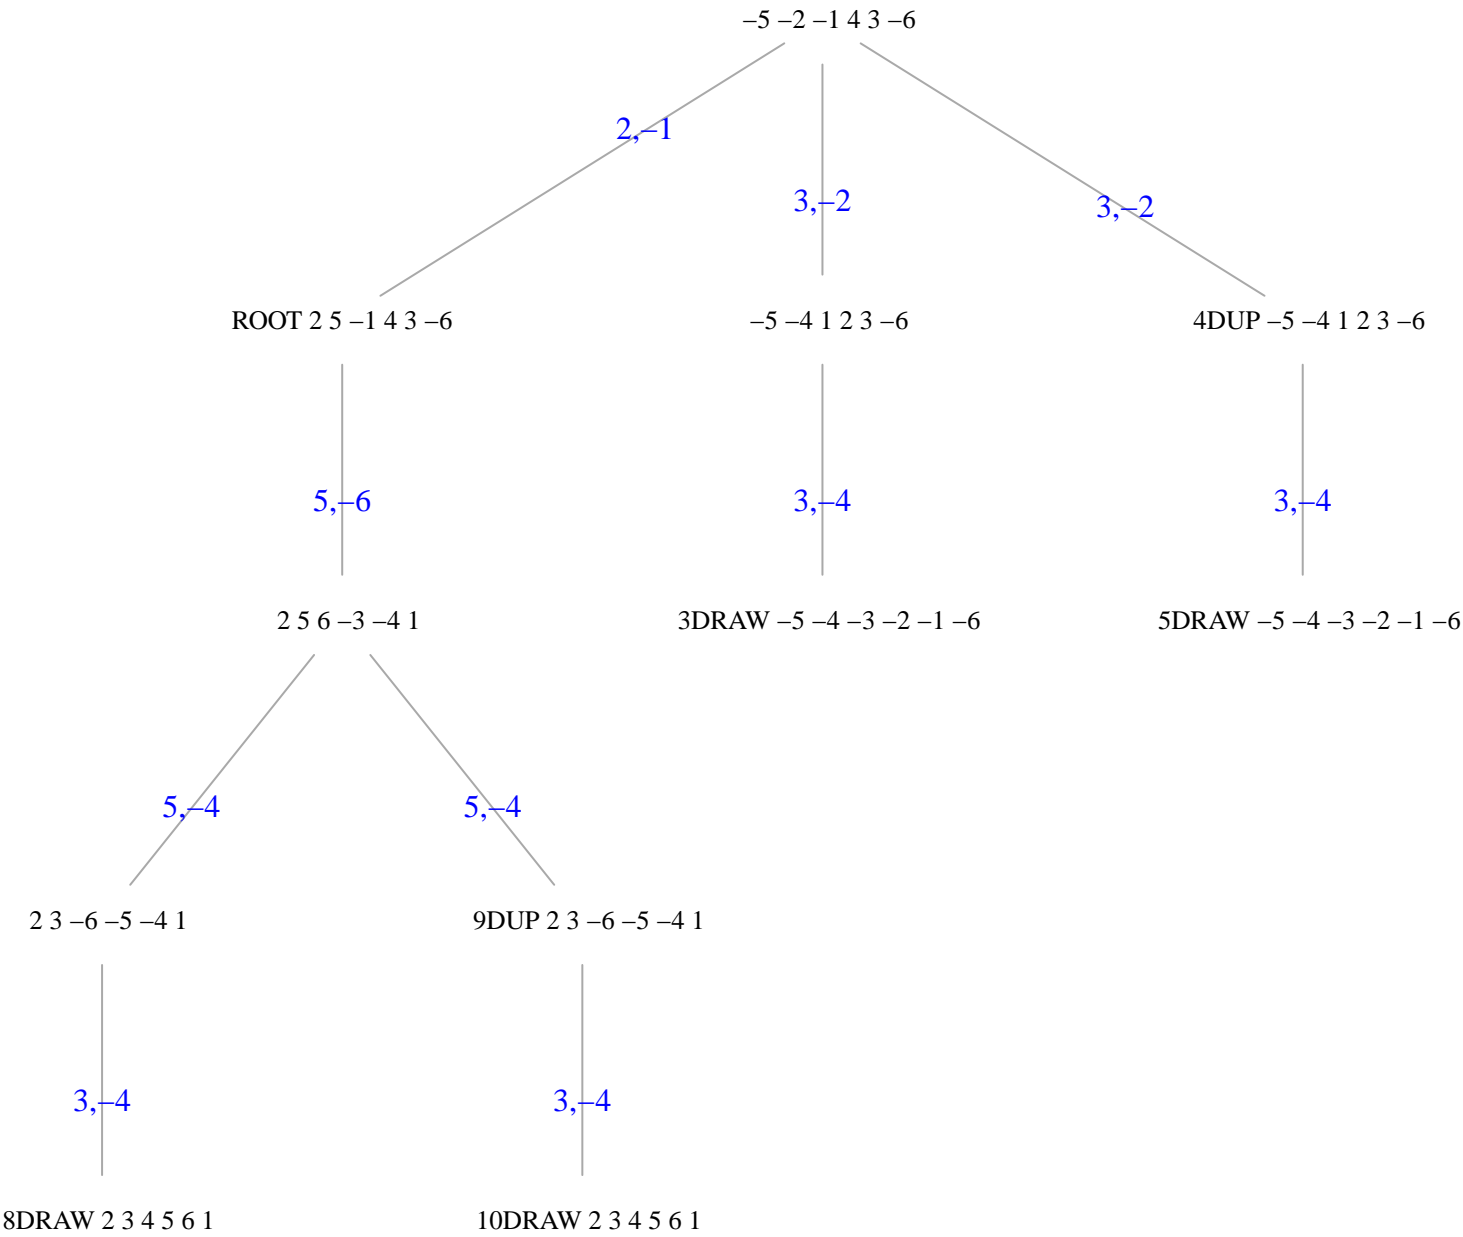 –5 –2 –1 4 3 –6
2,–1
3,–2
3,–2
ROOT 2 5 –1 4 3 –6
–5 –4 1 2 3 –6
4DUP –5 –4 1 2 3 –6
5,–6
3,–4
3,–4
2 5 6 –3 –4 1
3DRAW –5 –4 –3 –2 –1 –6
5DRAW –5 –4 –3 –2 –1 –6
5,–4
5,–4
2 3 –6 –5 –4 1
9DUP 2 3 –6 –5 –4 1
3,–4
3,–4
8DRAW 2 3 4 5 6 1
10DRAW 2 3 4 5 6 1